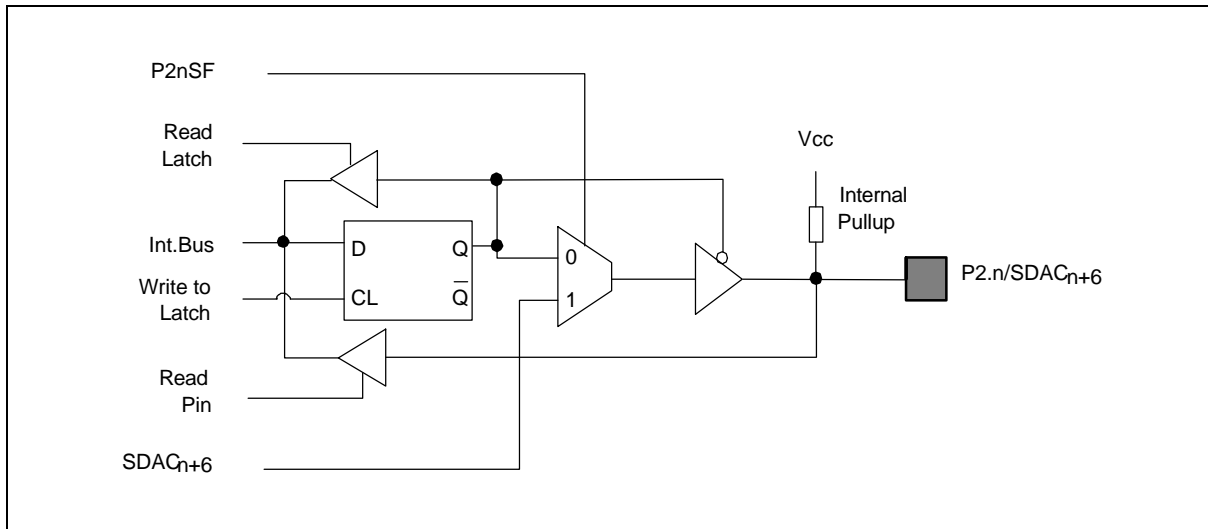 P2nSF
Read
Latch
Vcc
Internal
Pullup
Int.Bus
D
Q
0
P2.n/SDACn+6
Write to
Latch
CL
Q̅
1
Read
Pin
SDACn+6